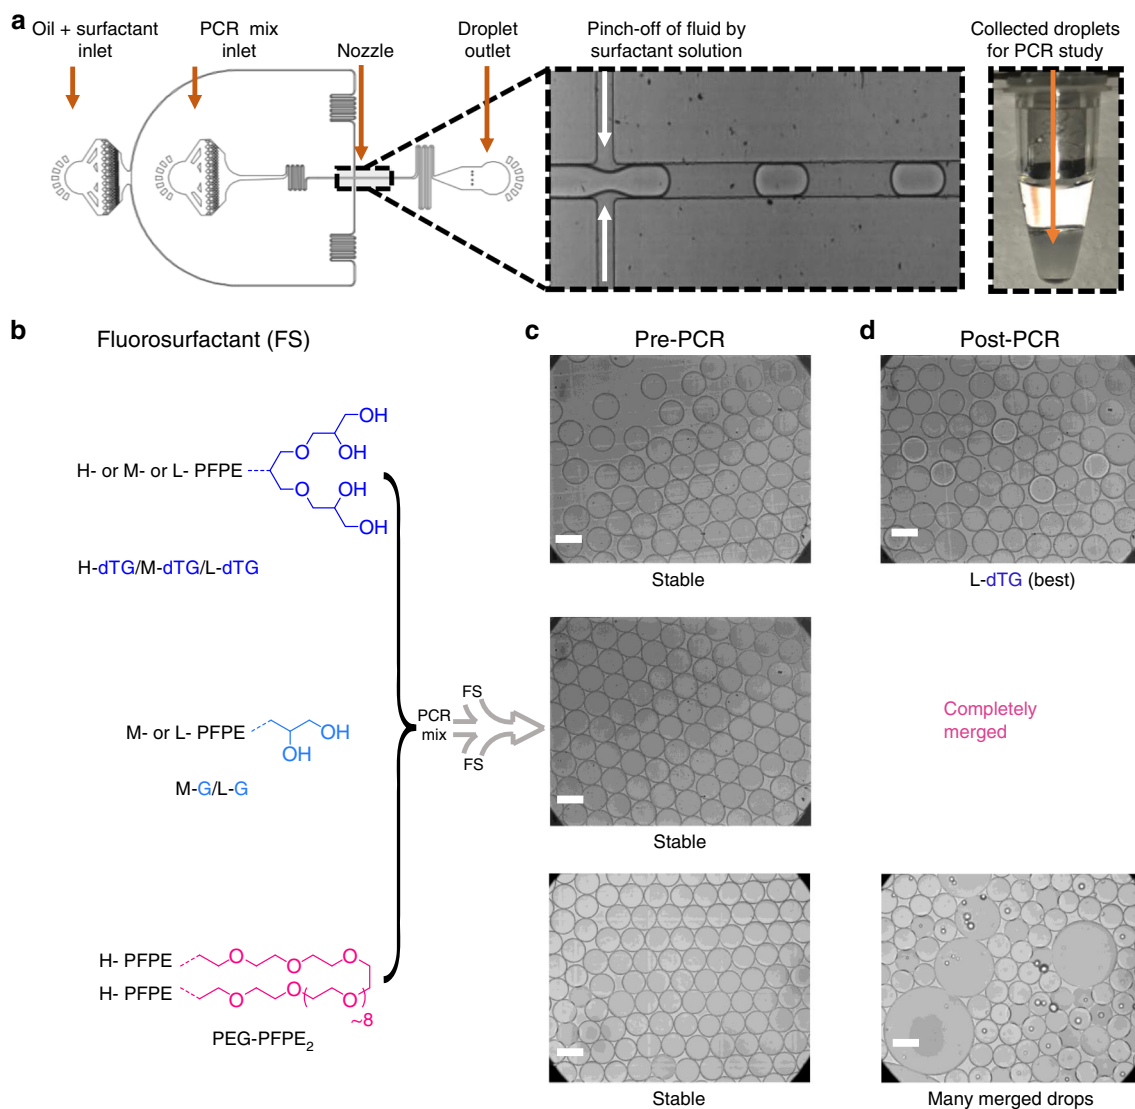 a
Oil + surfactant
inlet
PCR mix
inlet
Nozzle
Droplet
outlet
Pinch-off of fluid by
surfactant solution
Collected droplets
for PCR study
b
Fluorosurfactant (FS)
c
Pre-PCR
d
Post-PCR
OH
O
OH
H- or M- or L- PFPE
O
OH
OH
H-dTG/M-dTG/L-dTG
Stable
L-dTG (best)
M- or L- PFPE
OH
OH
M-G/L-G
FS
PCR
mix
FS
Completely
merged
Stable
H- PFPE
O
O
O
H- PFPE
O
O
O
O
~8
PEG-PFPE2
Stable
Many merged drops